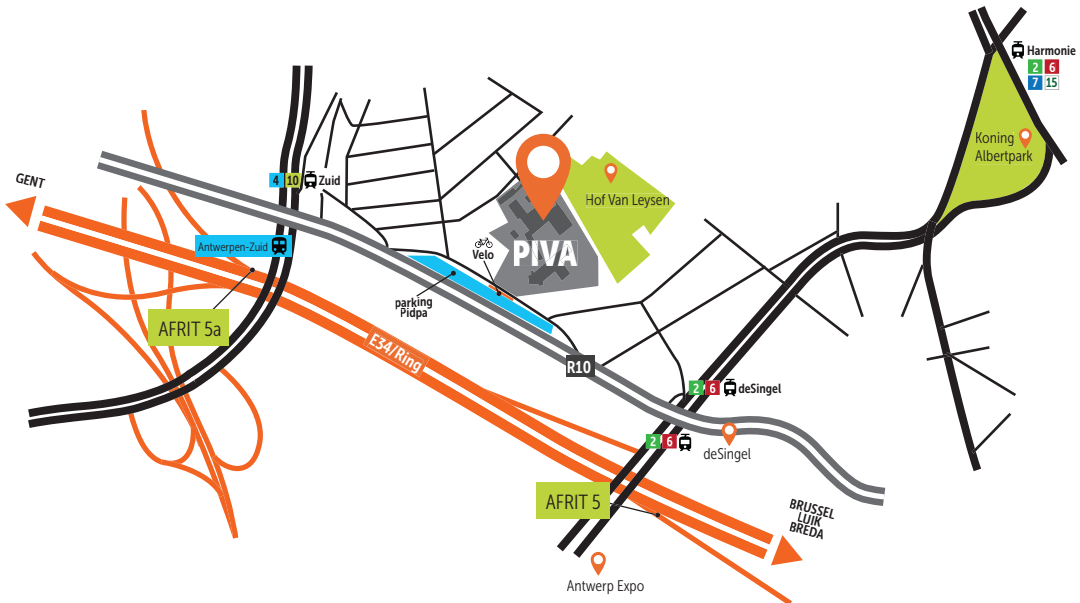 Harmonie
2 6
7 15
Koning
Albertpark
GENT
4 10 Zuid
Hof Van Leysen
Antwerpen-Zuid
Velo
PIVA
parking
Pidpa
AFRIT 5a
E34/Ring
R10
2 6 deSingel
2 6
deSingel
AFRIT 5
BRUSSEL
LUIK
BREDA
Antwerp Expo